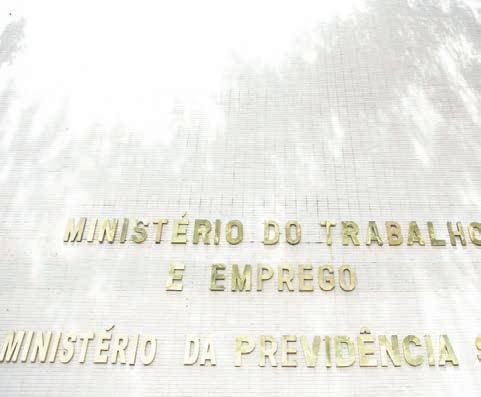 MINISTÉRIO DO TRABALHO
E EMPREGO
MINISTÉRIO DA PREVIDÊNCIA S